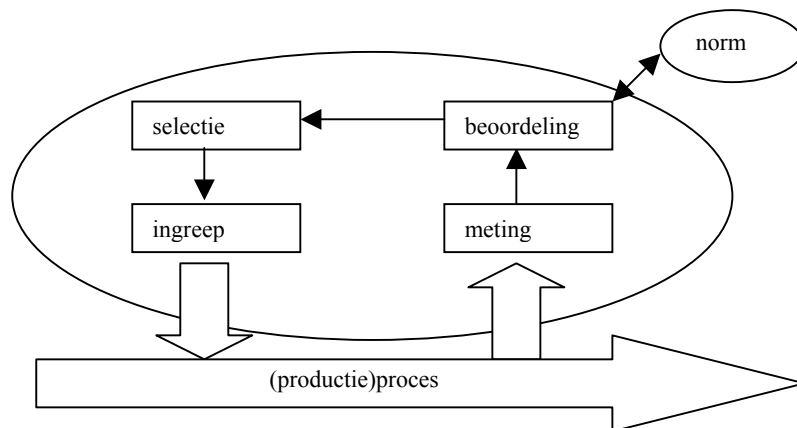 norm
selectie
beoordeling
ingreep
meting
(productie)proces